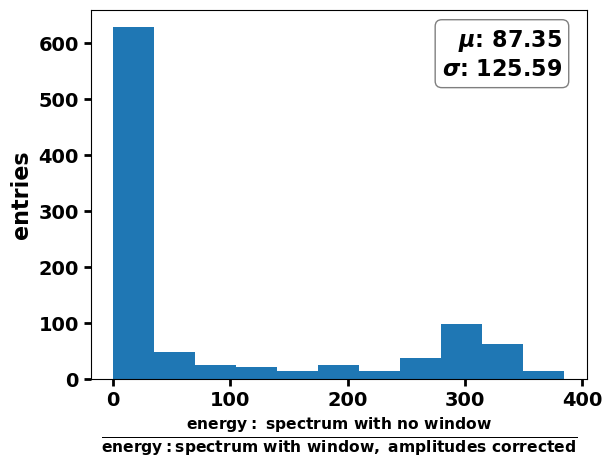 μ: 87.35
σ: 125.59
entries
600
500
400
300
200
100
0
0 100 200 300 400
energy : spectrum with no window
energy : spectrum with window, amplitudes corrected